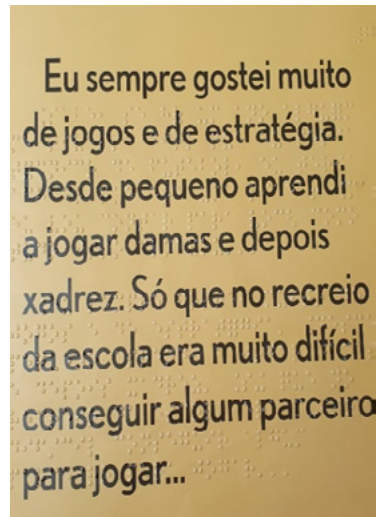 Eu sempre gostei muito
de jogos e de estratégia.
Desde pequeno aprendi
a jogar damas e depois
xadrez. Só que no recreio
da escola era muito difícil
conseguir algum parceiro
para jogar...